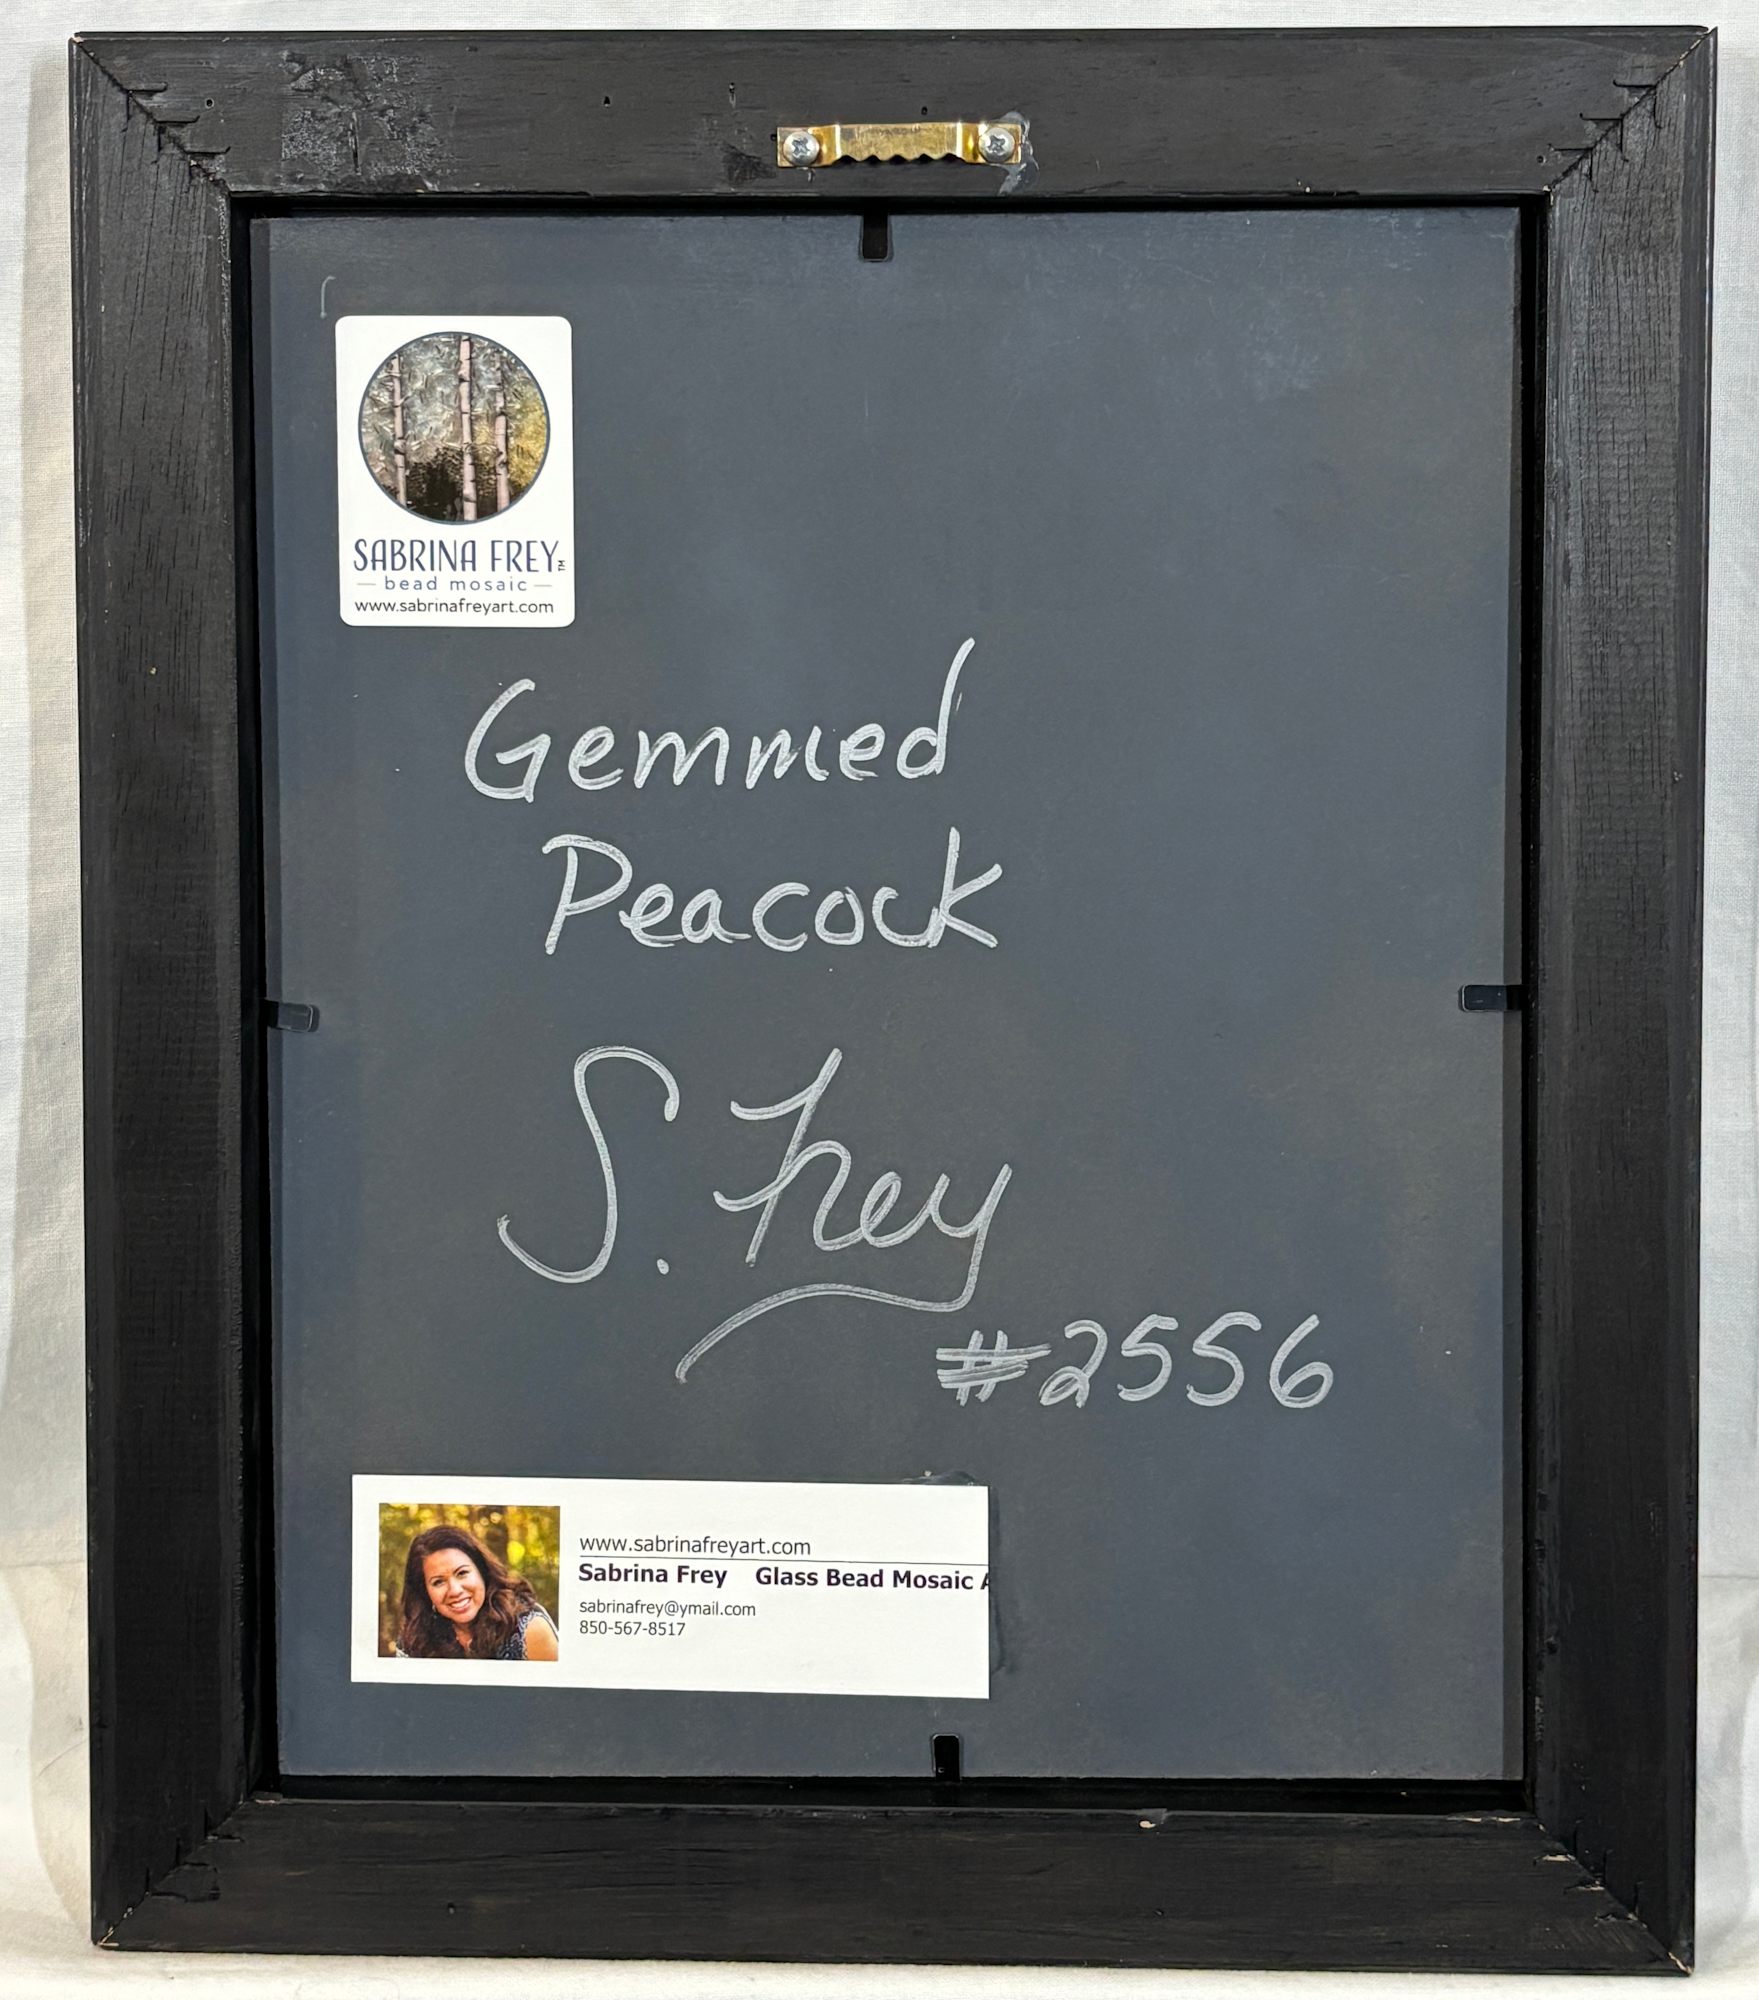 SABRINA FREY™
bead mosaic
www.sabrinafreyart.com
Gemmed
Peacock
S. Frey
#2556
www.sabrinafreyart.com
Sabrina Frey Glass Bead Mosaic A
sabrinafrey@ymail.com
850-567-8517